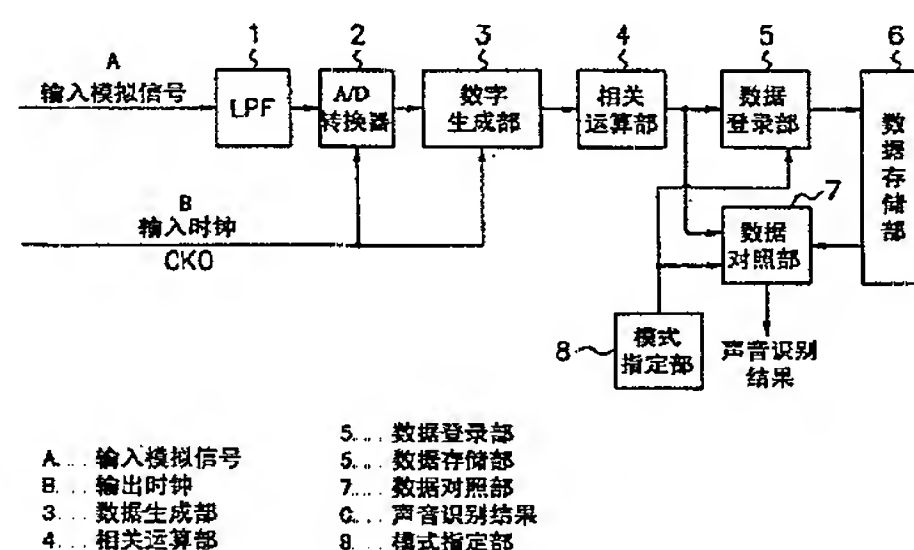 1 2 3 4 5 6
A
输入模拟信号
LPF
A/D
转换器
数字
生成部
相关
运算部
数据
登录部
数据存储部
B
输入时钟
CKO
7
数据
对照部
8
模式
指定部
声音识别
结果
A... 输入模拟信号
B... 输出时钟
3... 数据生成部
4... 相关运算部
5... 数据登录部
5... 数据存储部
7... 数据对照部
C... 声音识别结果
8... 模式指定部